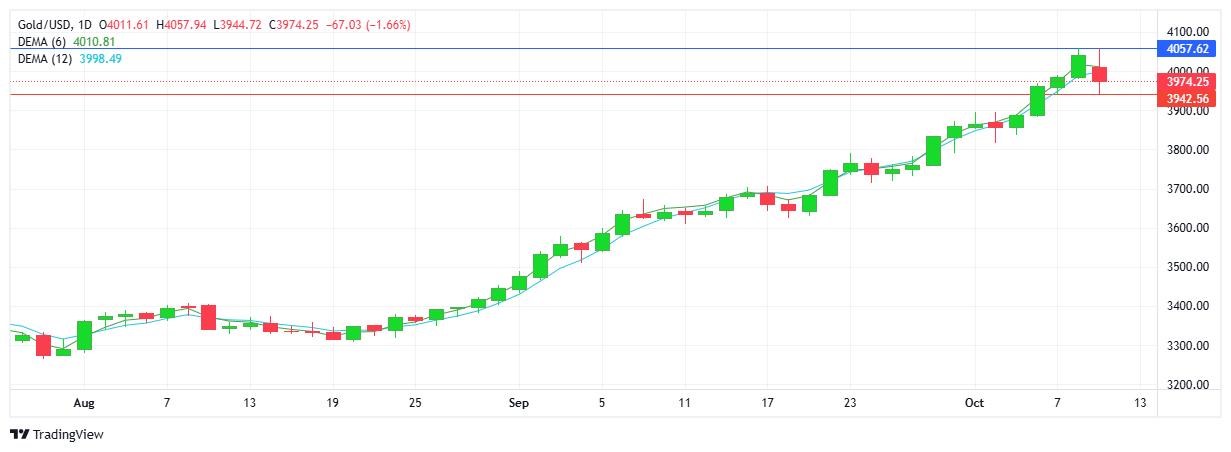 Gold/USD, 1D O4011.61 H4057.94 L3944.72 C3974.25 −67.03 (−1.66%)
DEMA (6) 4010.81
DEMA (12) 3998.49
4100.00
4057.62
4000.00
3974.25
3942.56
3900.00
3800.00
3700.00
3600.00
3500.00
3400.00
3300.00
3200.00
Aug 7 13 19 25 Sep 5 11 17 23 Oct 7 13
TradingView